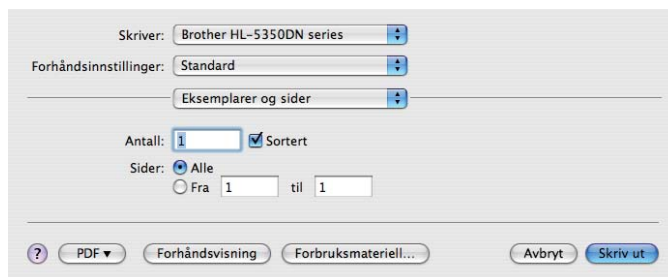 Skriver: Brother HL-5350DN series
Forhåndsinnstillinger: Standard
Eksemplarer og sider
Antall: 1 Sortert
Sider: Alle
Fra 1 til 1
? PDF ▾ Forhåndsvisning Forbruksmateriell... Avbryt Skriv ut